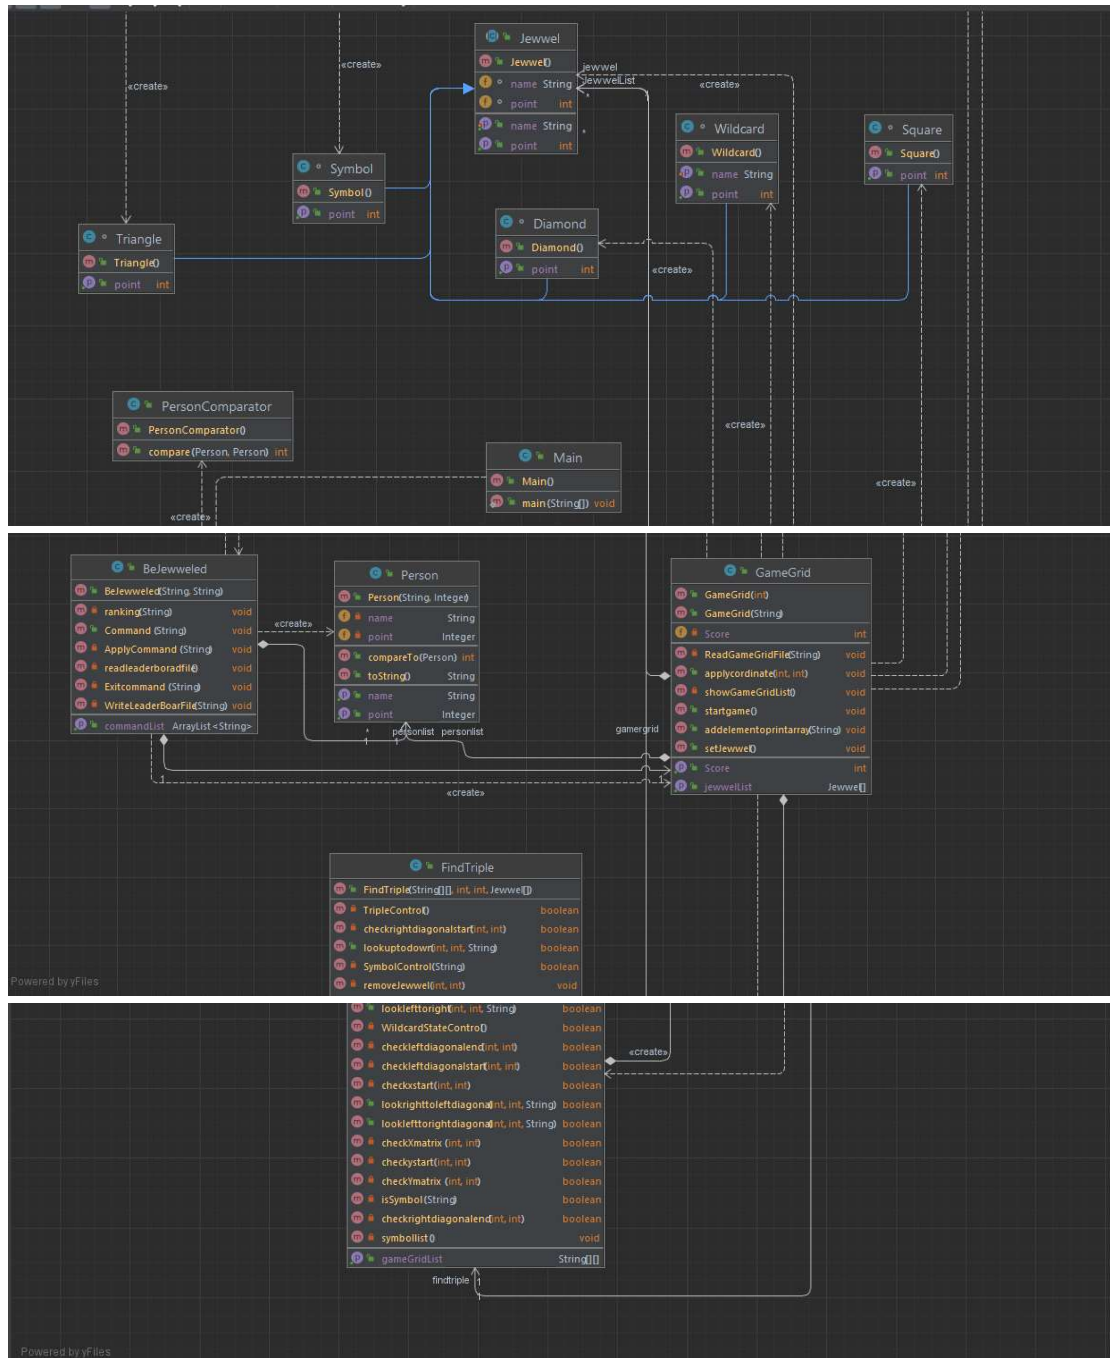 Jewwel
Jewwel()
name String
point int
name String
point int
jewwel
JewwelList
*
*
«create»
«create»
«create»
Wildcard
Wildcard()
name String
point int
Square
Square()
point int
Symbol
Symbol()
point int
Triangle
Triangle()
point int
Diamond
Diamond()
point int
«create»
PersonComparator
PersonComparator()
compare(Person, Person) int
«create»
Main
Main()
main(String[]) void
«create»
«create»
BeJewweled
BeJewweled(String, String)
ranking(String) void
Command (String) void
ApplyCommand (String) void
readleaderboradfile() void
Exitcommand (String) void
WriteLeaderBoarFile(String) void
commandList ArrayList<String>
«create»
Person
Person(String, Integer)
name String
point Integer
compareTo(Person) int
toString() String
name String
point Integer
* 1 1 personlist personlist
GameGrid
GameGrid(int)
GameGrid(String)
Score int
ReadGameGridFile(String) void
applycordinate(int, int) void
showGameGridList() void
startgame() void
addelementoprintarray(String) void
setJewwel() void
Score int
jewwelList Jewwel[]
gamergrid
1 1
«create»
FindTriple
FindTriple(String[][], int, int, Jewwel[])
TripleControl() boolean
checkrightdiagonalstart(int, int) boolean
lookuptodown(int, int, String) boolean
SymbolControl(String) boolean
removeJewwel(int, int) void
Powered by yFiles
looklefttoright(int, int, String) boolean
WildcardStateControl() boolean
checkleftdiagonalend(int, int) boolean
checkleftdiagonalstart(int, int) boolean
checkxstart(int, int) boolean
lookrighttoleftdiagonal(int, int, String) boolean
looklefttorightdiagonal(int, int, String) boolean
checkXmatrix (int, int) boolean
checkystart(int, int) boolean
checkYmatrix (int, int) boolean
isSymbol(String) boolean
checkrightdiagonalend(int, int) boolean
symbollist() void
gameGridList String[][]
«create»
findtriple 1
1
Powered by yFiles